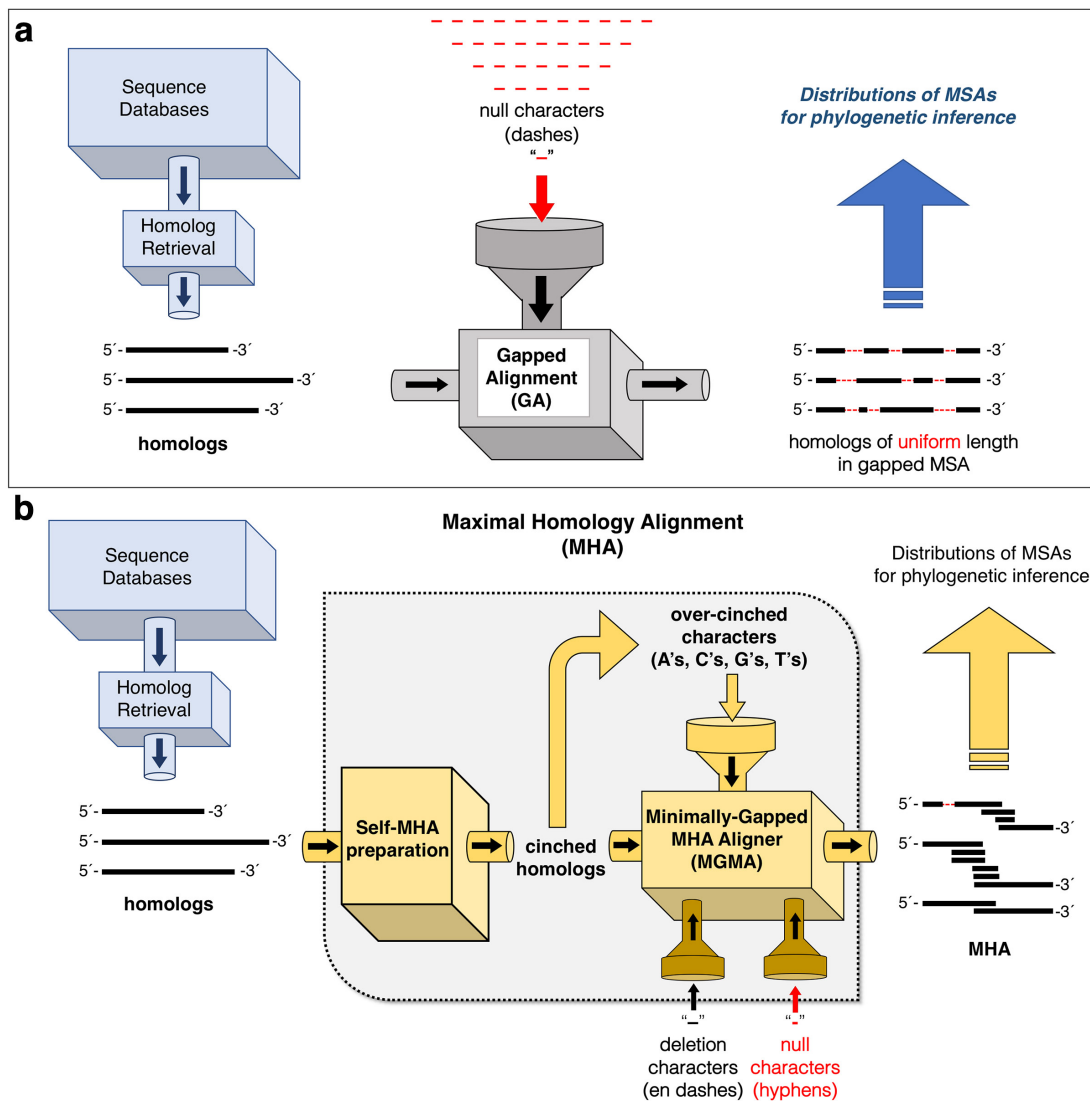 a
Sequence
Databases
Homolog
Retrieval
5´- -3´
5´- -3´
5´- -3´
homologs
null characters
(dashes)
“–”
Gapped
Alignment
(GA)
Distributions of MSAs
for phylogenetic inference
5´- -3´
5´- -3´
5´- -3´
homologs of uniform length
in gapped MSA
b
Sequence
Databases
Homolog
Retrieval
5´- -3´
5´- -3´
5´- -3´
homologs
Maximal Homology Alignment
(MHA)
Self-MHA
preparation
cinched
homologs
over-cinched
characters
(A’s, C’s, G’s, T’s)
Minimally-Gapped
MHA Aligner
(MGMA)
“–”
deletion
characters
(en dashes)
“-”
null
characters
(hyphens)
Distributions of MSAs
for phylogenetic inference
5´-
-3´
5´-
-3´
5´-
-3´
MHA